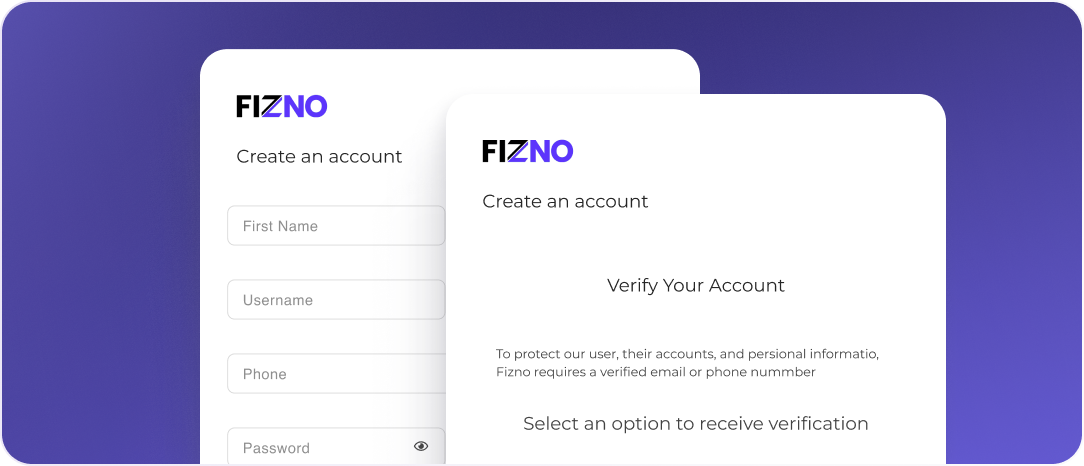 FIZNO
Create an account
First Name
Username
Phone
Password
FIZNO
Create an account
Verify Your Account
To protect our user, their accounts, and persional informatio,
Fizno requires a verified email or phone nummber
Select an option to receive verification